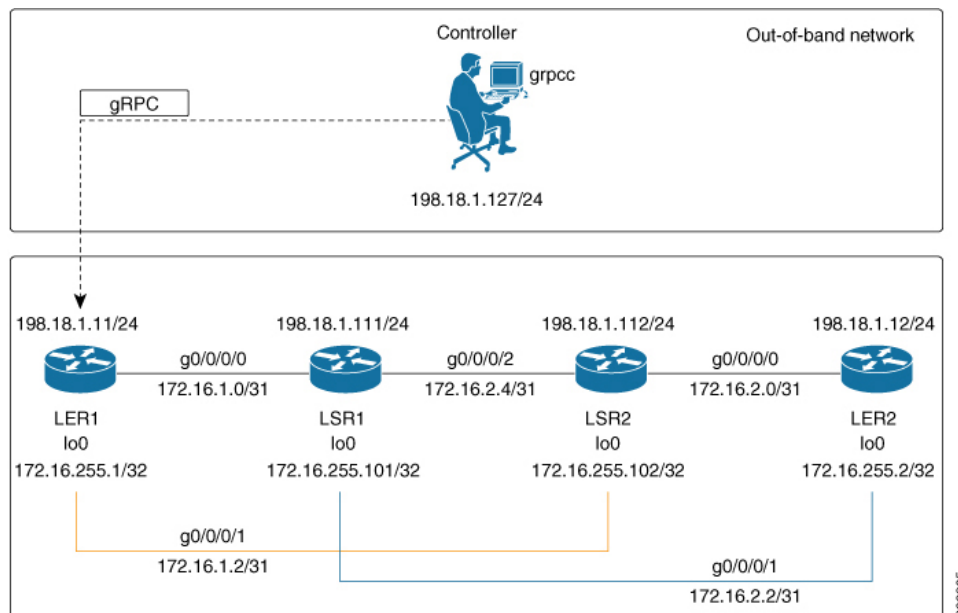 Controller
Out-of-band network
grpcc
gRPC
198.18.1.127/24
198.18.1.11/24
198.18.1.111/24
198.18.1.112/24
198.18.1.12/24
g0/0/0/0
g0/0/0/2
g0/0/0/0
172.16.1.0/31
172.16.2.4/31
172.16.2.0/31
LER1
LSR1
LSR2
LER2
lo0
lo0
lo0
lo0
172.16.255.1/32
172.16.255.101/32
172.16.255.102/32
172.16.255.2/32
g0/0/0/1
172.16.1.2/31
g0/0/0/1
172.16.2.2/31